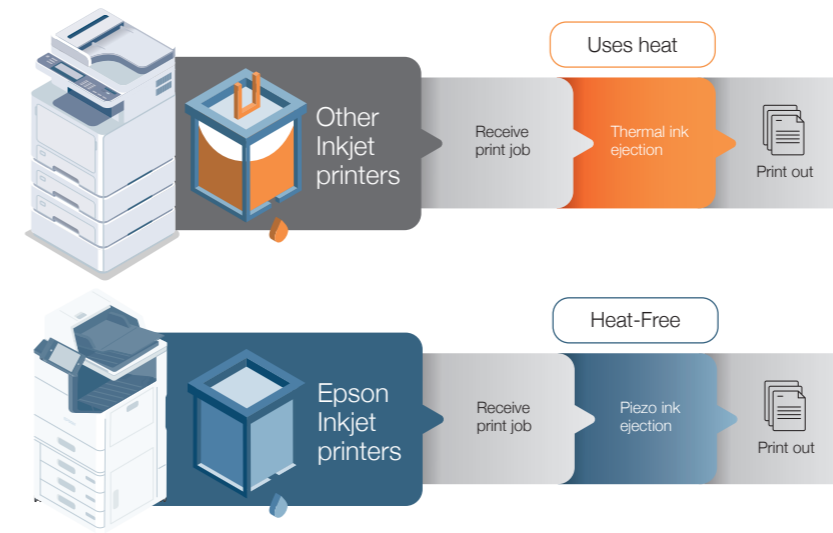 Uses heat
Other
Inkjet
printers
Receive
print job
Thermal ink
ejection
Print out
Heat-Free
Epson
Inkjet
printers
Receive
print job
Piezo ink
ejection
Print out